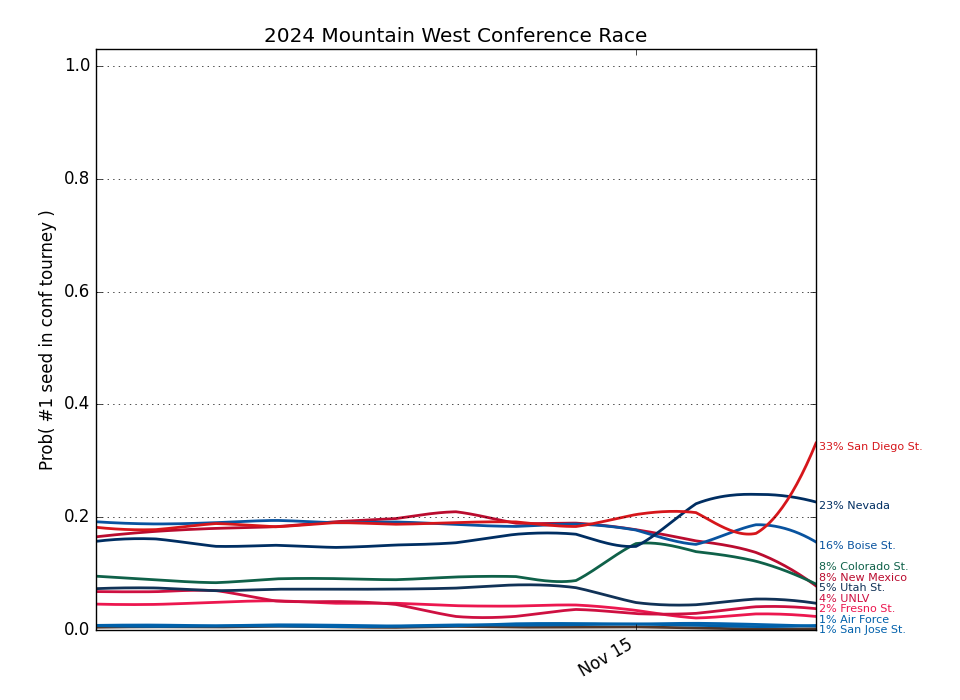 2024 Mountain West Conference Race
Prob( #1 seed in conf tourney )
1.0
0.8
0.6
0.4
0.2
0.0
Nov 15
33% San Diego St.
23% Nevada
16% Boise St.
8% Colorado St.
8% New Mexico
5% Utah St.
4% UNLV
2% Fresno St.
1% Air Force
1% San Jose St.